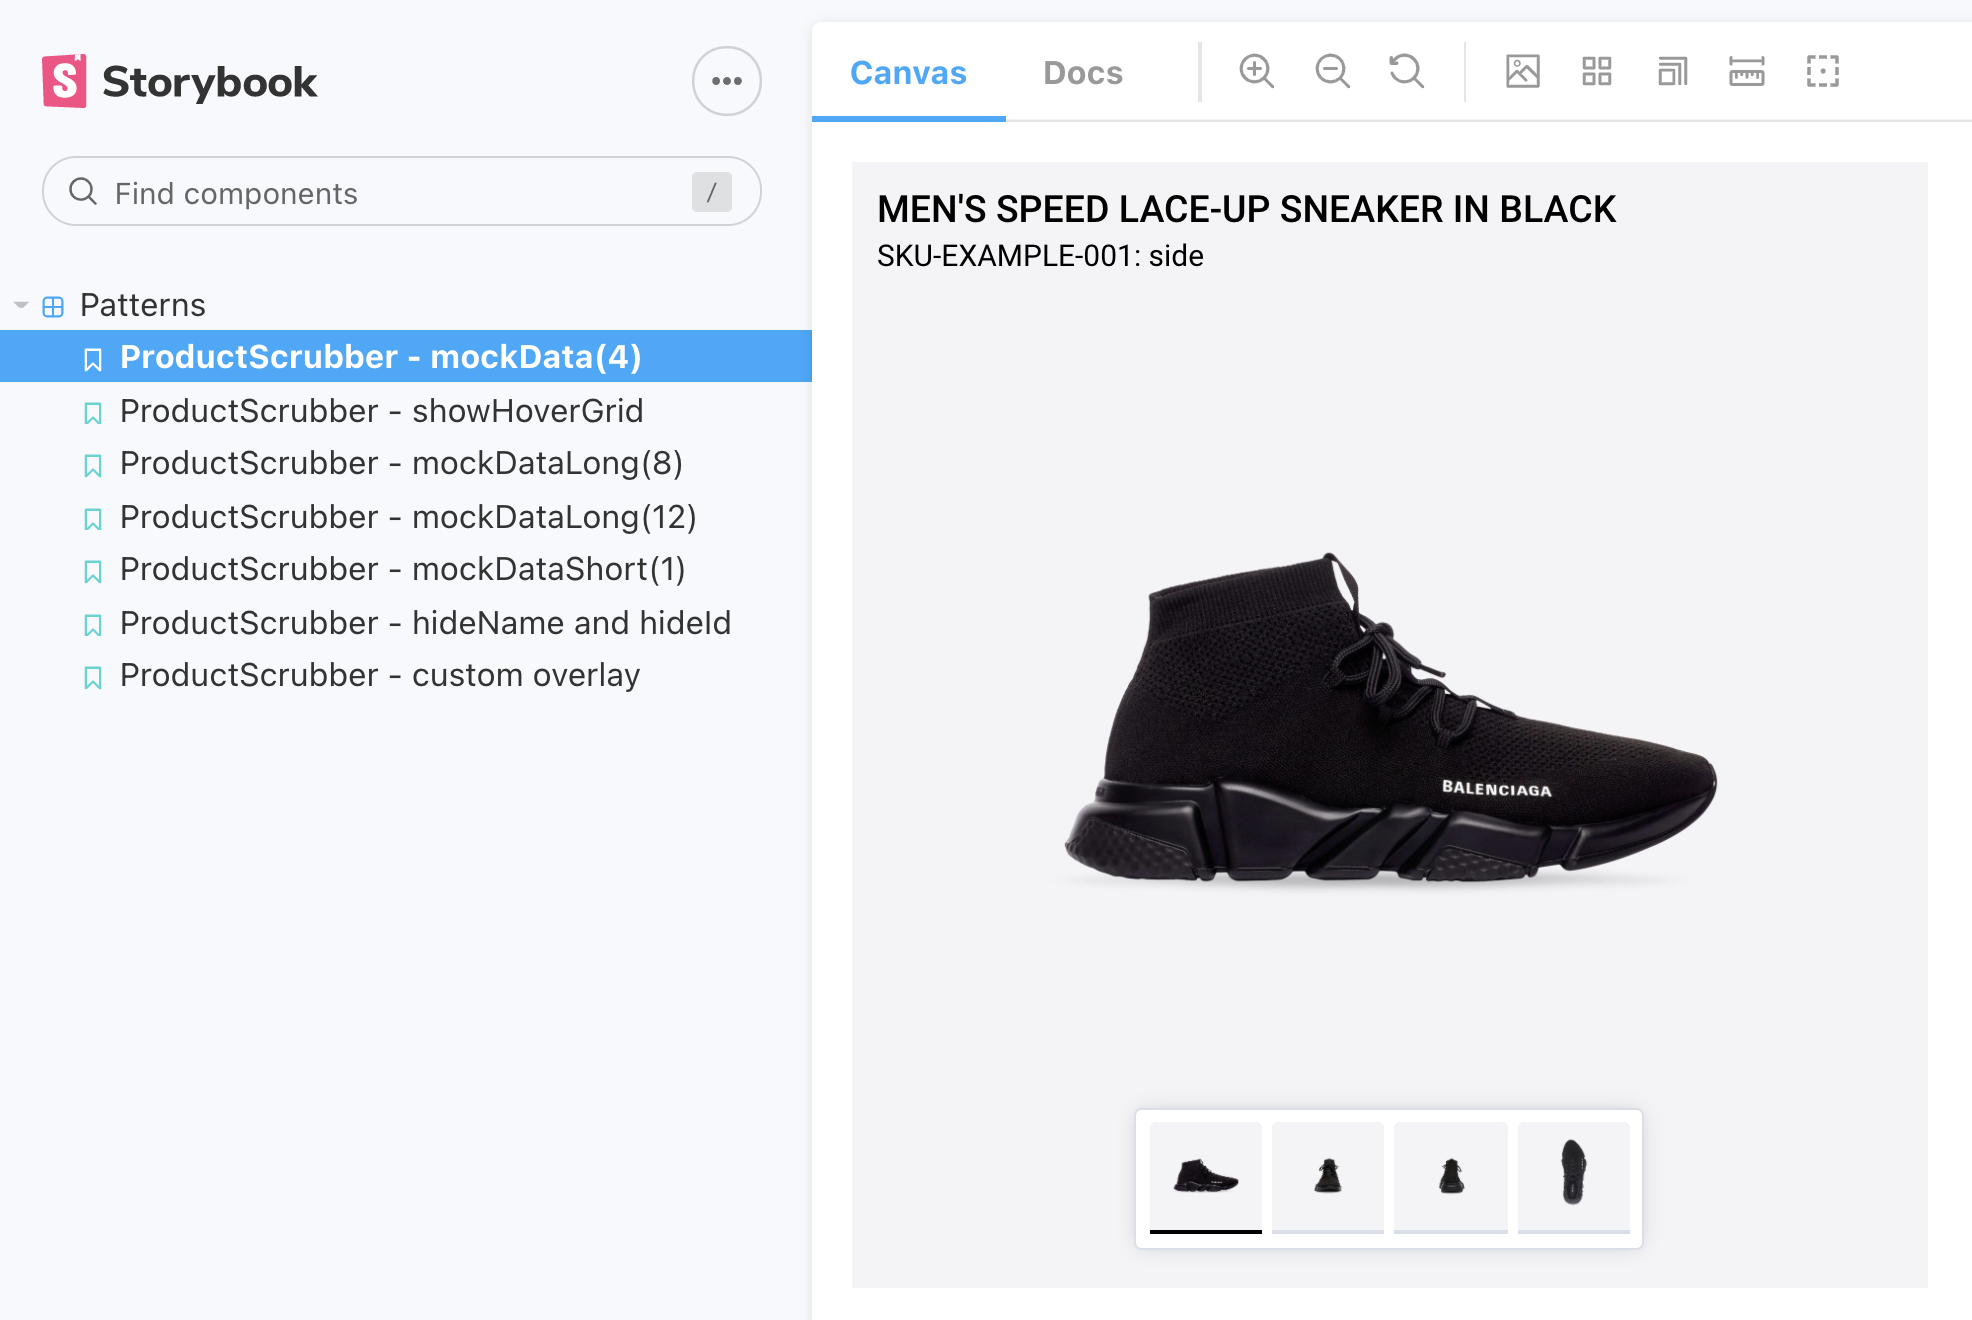 Storybook
Find components
/
Patterns
ProductScrubber - mockData(4)
ProductScrubber - showHoverGrid
ProductScrubber - mockDataLong(8)
ProductScrubber - mockDataLong(12)
ProductScrubber - mockDataShort(1)
ProductScrubber - hideName and hideId
ProductScrubber - custom overlay
Canvas
Docs
MEN'S SPEED LACE-UP SNEAKER IN BLACK
SKU-EXAMPLE-001: side
BALENCIAGA